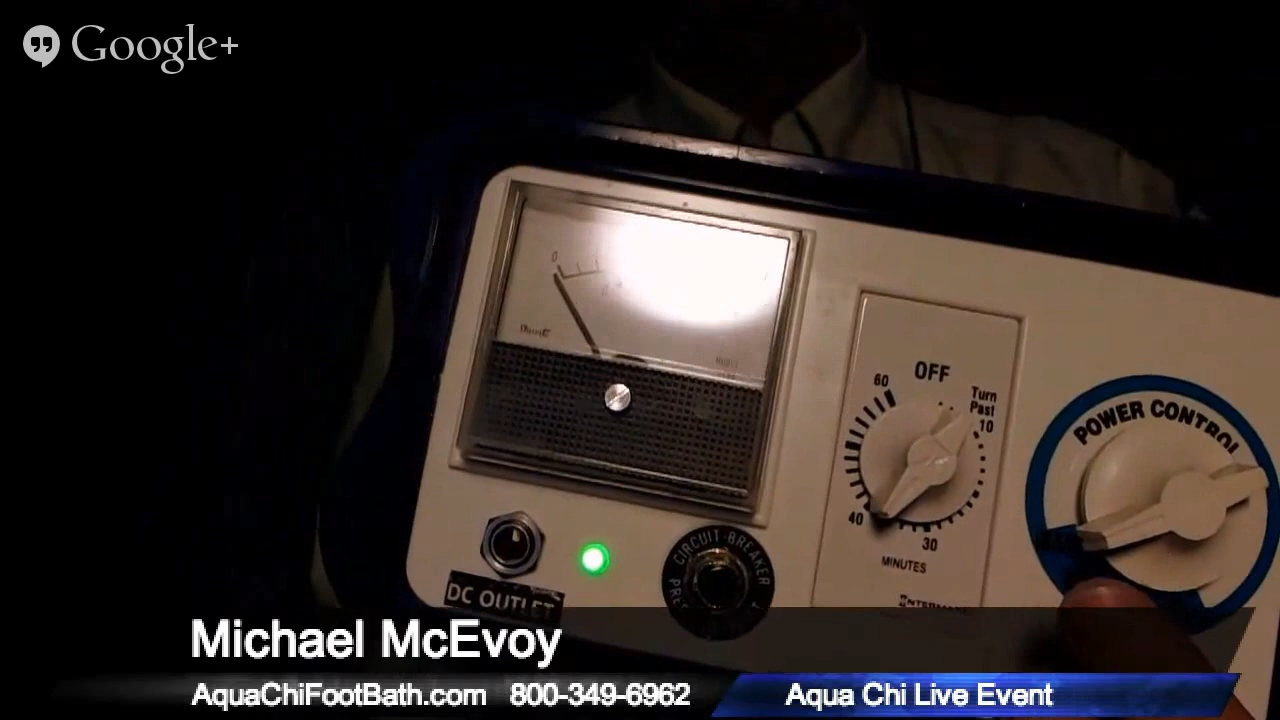 Google+
0
OFF
60
Turn
Past
10
40
30
MINUTES
POWER CONTROL
CIRCUIT-BREAKER
DC OUTLET
Michael McEvoy
AquaChiFootBath.com 800-349-6962
Aqua Chi Live Event